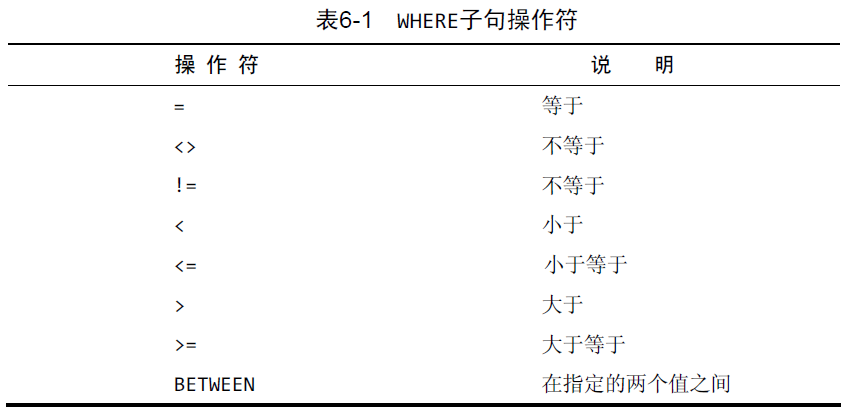 表6-1 WHERE子句操作符
操 作 符 说 明
= 等于
<> 不等于
!= 不等于
< 小于
<= 小于等于
> 大于
>= 大于等于
BETWEEN 在指定的两个值之间